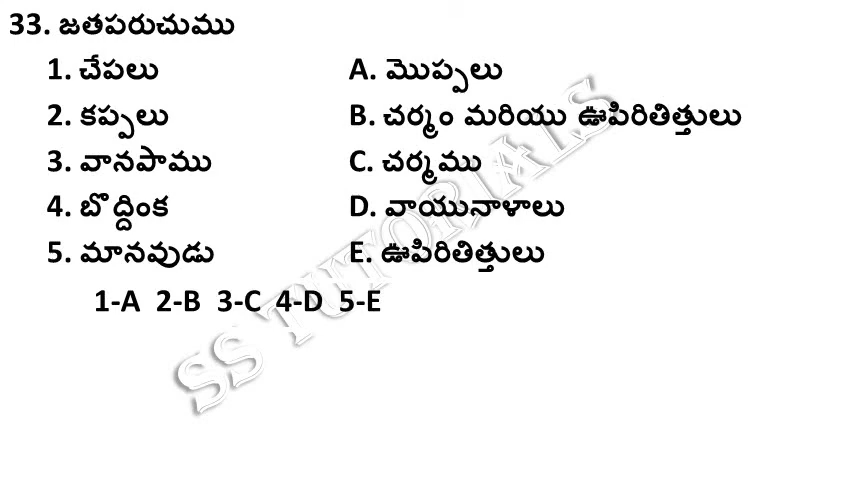 33. జతపరుచుము
1. చేపలు A. మొప్పలు
2. కప్పలు B. చర్మం మరియు ఊపిరితిత్తులు
3. వానపాము C. చర్మము
4. బొద్దింక D. వాయునాళాలు
5. మానవుడు E. ఊపిరితిత్తులు
1-A 2-B 3-C 4-D 5-E
SS TUTORIALS